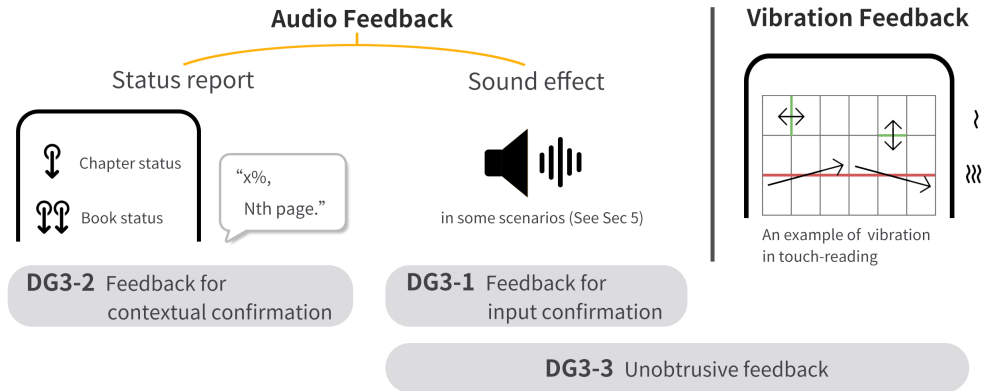 Audio Feedback
Status report
Chapter status
Book status
“x%,
Nth page.”
DG3-2 Feedback for
contextual confirmation
Sound effect
in some scenarios (See Sec 5)
DG3-1 Feedback for
input confirmation
Vibration Feedback
An example of vibration
in touch-reading
DG3-3 Unobtrusive feedback